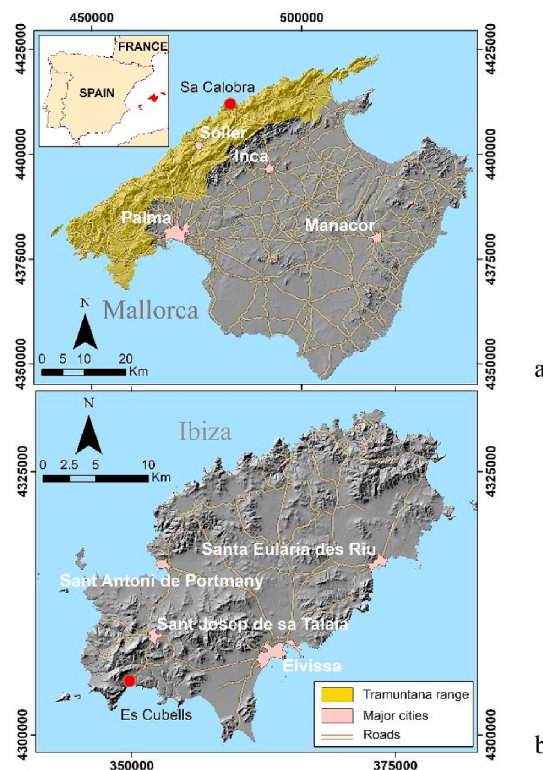 450000
500000
4425000
4425000
FRANCE
SPAIN
Sa Calobra
Sóller
Inca
4400000
4400000
Palma
Manacor
4375000
4375000
Mallorca
N
0 5 10 20
Km
4350000
4350000
a
N
Ibiza
0 2.5 5 10
Km
4325000
4325000
Santa Eulària des Riu
Sant Antoni de Portmany
Sant Josep de sa Talaia
Eivissa
Es Cubells
Tramuntana range
Major cities
Roads
4300000
4300000
350000
375000
b